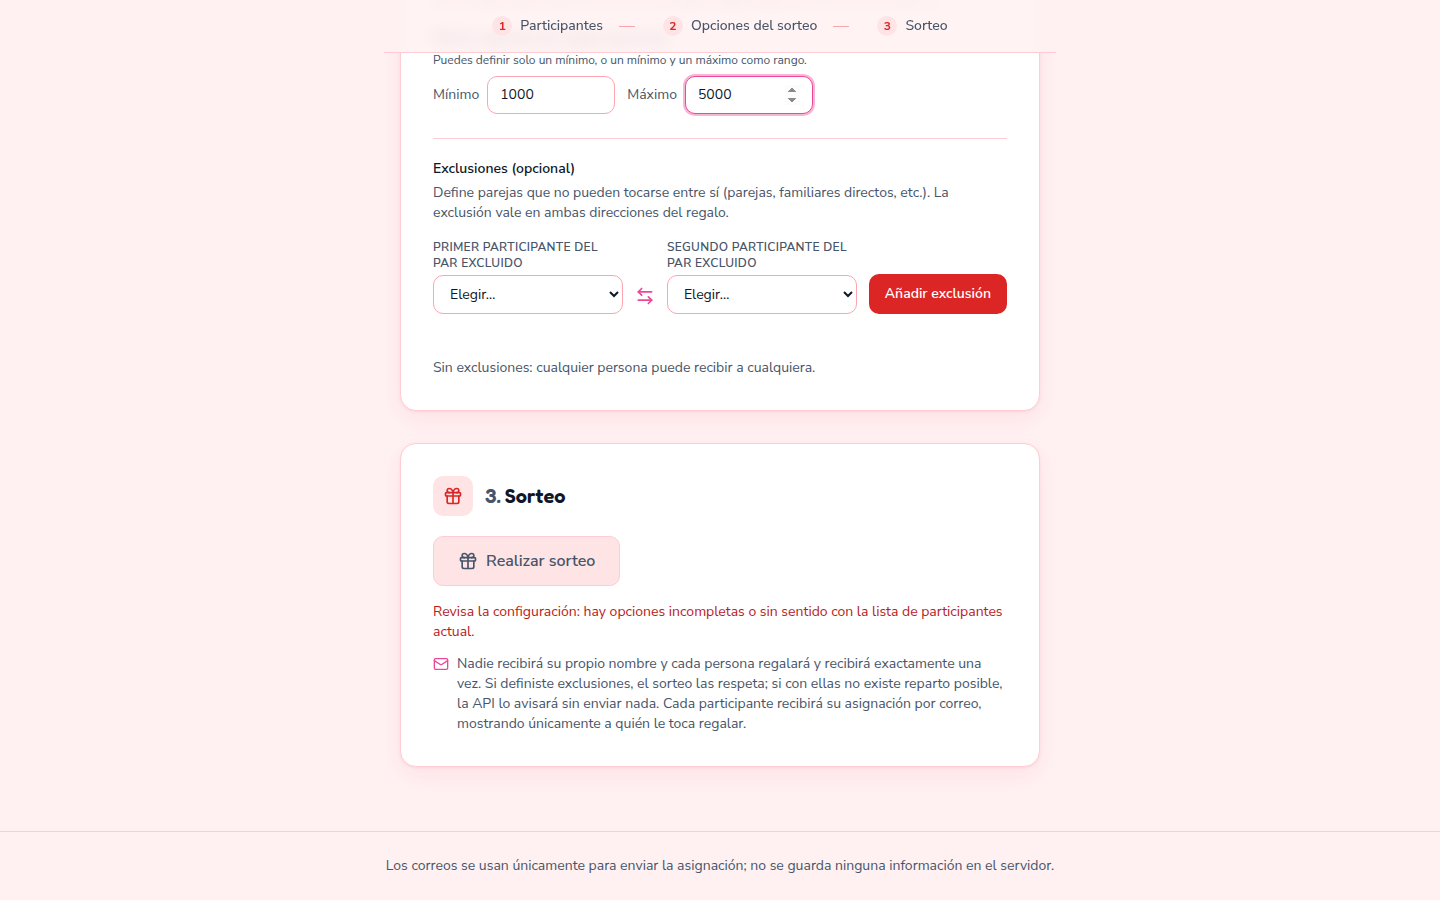 1 Participantes
2 Opciones del sorteo
3 Sorteo
Puedes definir solo un mínimo, o un mínimo y un máximo como rango.
Mínimo 1000 Máximo 5000
Exclusiones (opcional)
Define parejas que no pueden tocarse entre sí (parejas, familiares directos, etc.). La
exclusión vale en ambas direcciones del regalo.
PRIMER PARTICIPANTE DEL
PAR EXCLUIDO
Elegir...
SEGUNDO PARTICIPANTE DEL
PAR EXCLUIDO
Elegir...
Añadir exclusión
Sin exclusiones: cualquier persona puede recibir a cualquiera.
3. Sorteo
Realizar sorteo
Revisa la configuración: hay opciones incompletas o sin sentido con la lista de participantes
actual.
Nadie recibirá su propio nombre y cada persona regalará y recibirá exactamente una
vez. Si definiste exclusiones, el sorteo las respeta; si con ellas no existe reparto posible,
la API lo avisará sin enviar nada. Cada participante recibirá su asignación por correo,
mostrando únicamente a quién le toca regalar.
Los correos se usan únicamente para enviar la asignación; no se guarda ninguna información en el servidor.